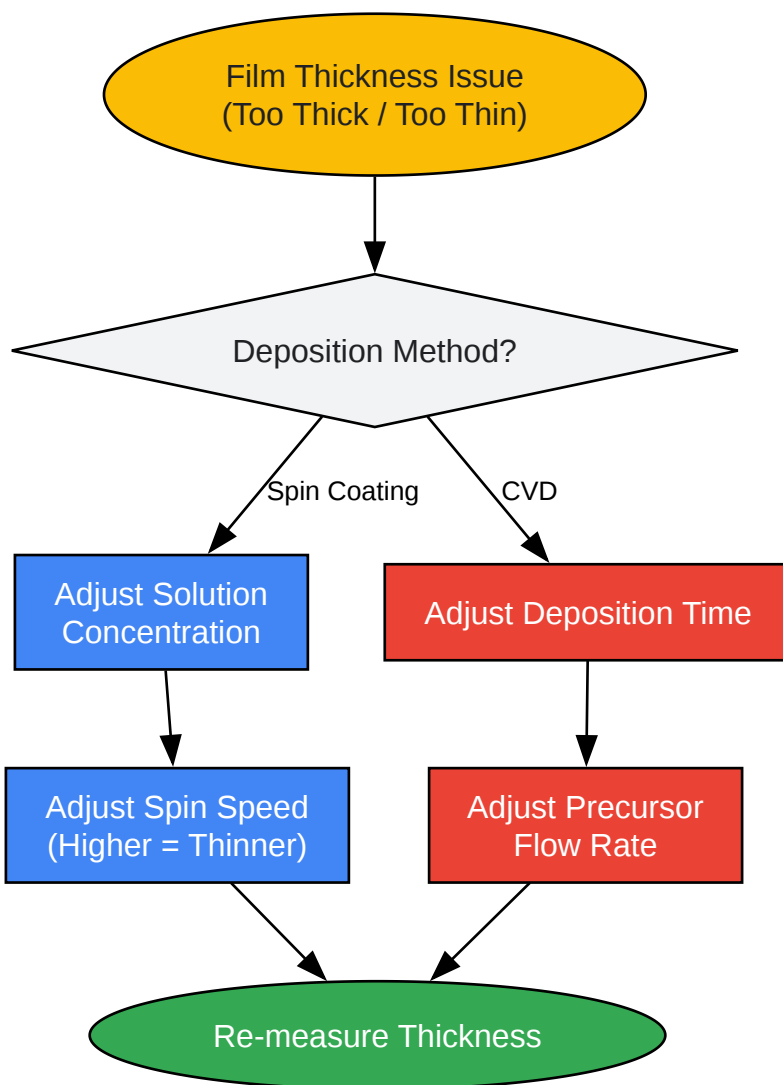 Film Thickness Issue
(Too Thick / Too Thin)
Deposition Method?
Spin Coating
CVD
Adjust Solution
Concentration
Adjust Deposition Time
Adjust Spin Speed
(Higher = Thinner)
Adjust Precursor
Flow Rate
Re-measure Thickness